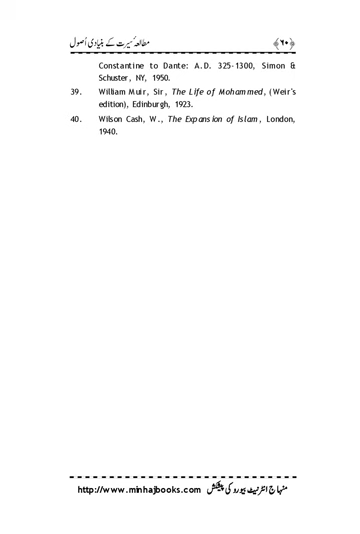 ﴿۶۰﴾ مطالعہ سیرت کے بنیادی اُصول
Constantine to Dante: A.D. 325-1300, Simon &
Schuster, NY, 1950.
39. William Muir, Sir, The Life of Mohammed, (Weir's
edition), Edinburgh, 1923.
40. Wilson Cash, W., The Expansion of Islam, London,
1940.
منہاج انٹرنیٹ بیورو کی پیشکش http://www.minhajbooks.com